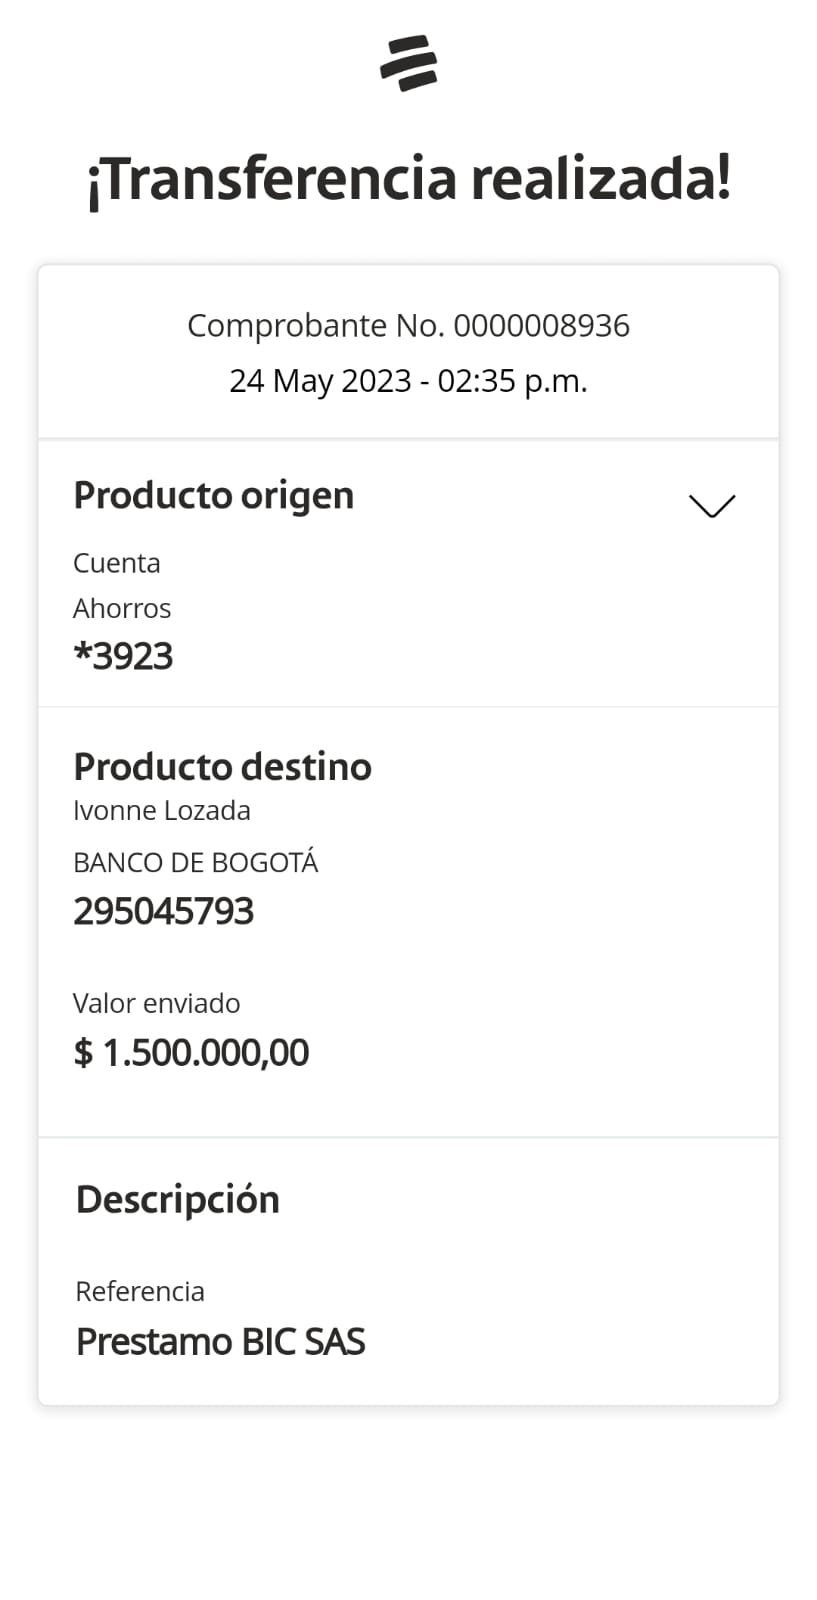 ¡Transferencia realizada!
Comprobante No. 0000008936
24 May 2023 - 02:35 p.m.
Producto origen
Cuenta
Ahorros
*3923
Producto destino
Ivonne Lozada
BANCO DE BOGOTÁ
295045793
Valor enviado
$ 1.500.000,00
Descripción
Referencia
Prestamo BIC SAS